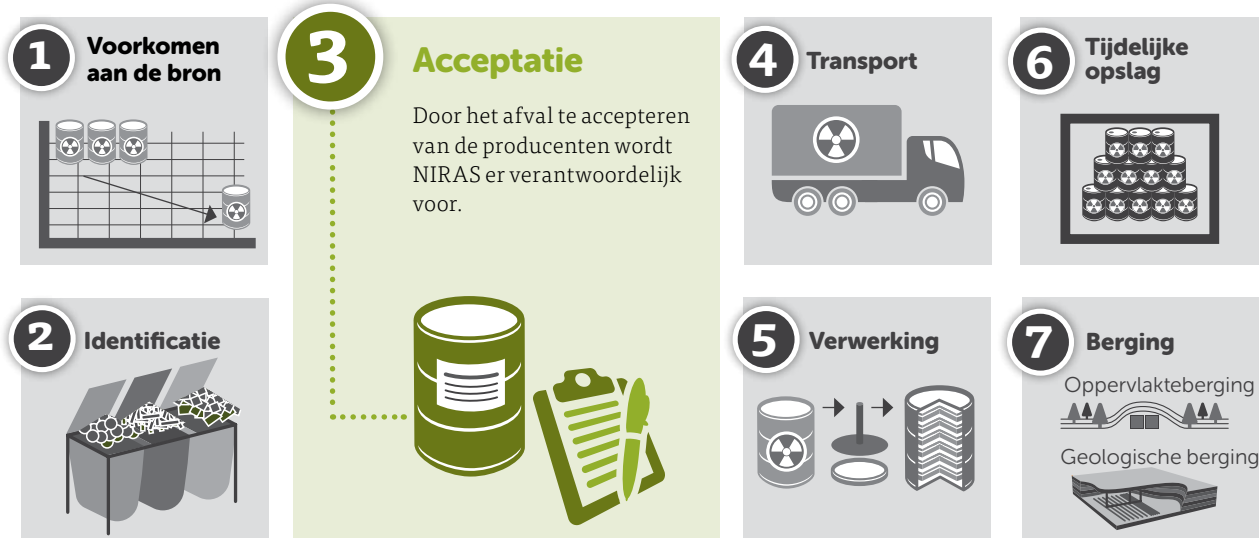 1
Voorkomen
aan de bron
2
Identificatie
3
Acceptatie
Door het afval te accepteren
van de producenten wordt
NIRAS er verantwoordelijk
voor.
4
Transport
5
Verwerking
6
Tijdelijke
opslag
7
Berging
Oppervlakteberging
Geologische berging